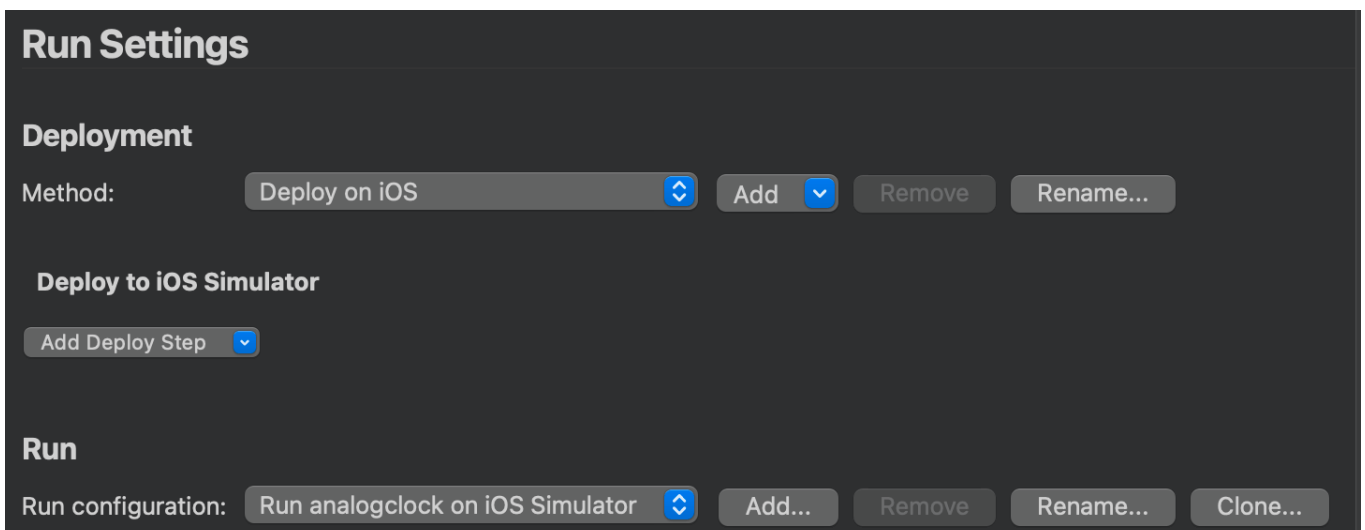 Run Settings
Deployment
Method: Deploy on iOS Add Remove Rename...
Deploy to iOS Simulator
Add Deploy Step
Run
Run configuration: Run analogclock on iOS Simulator Add... Remove Rename... Clone...